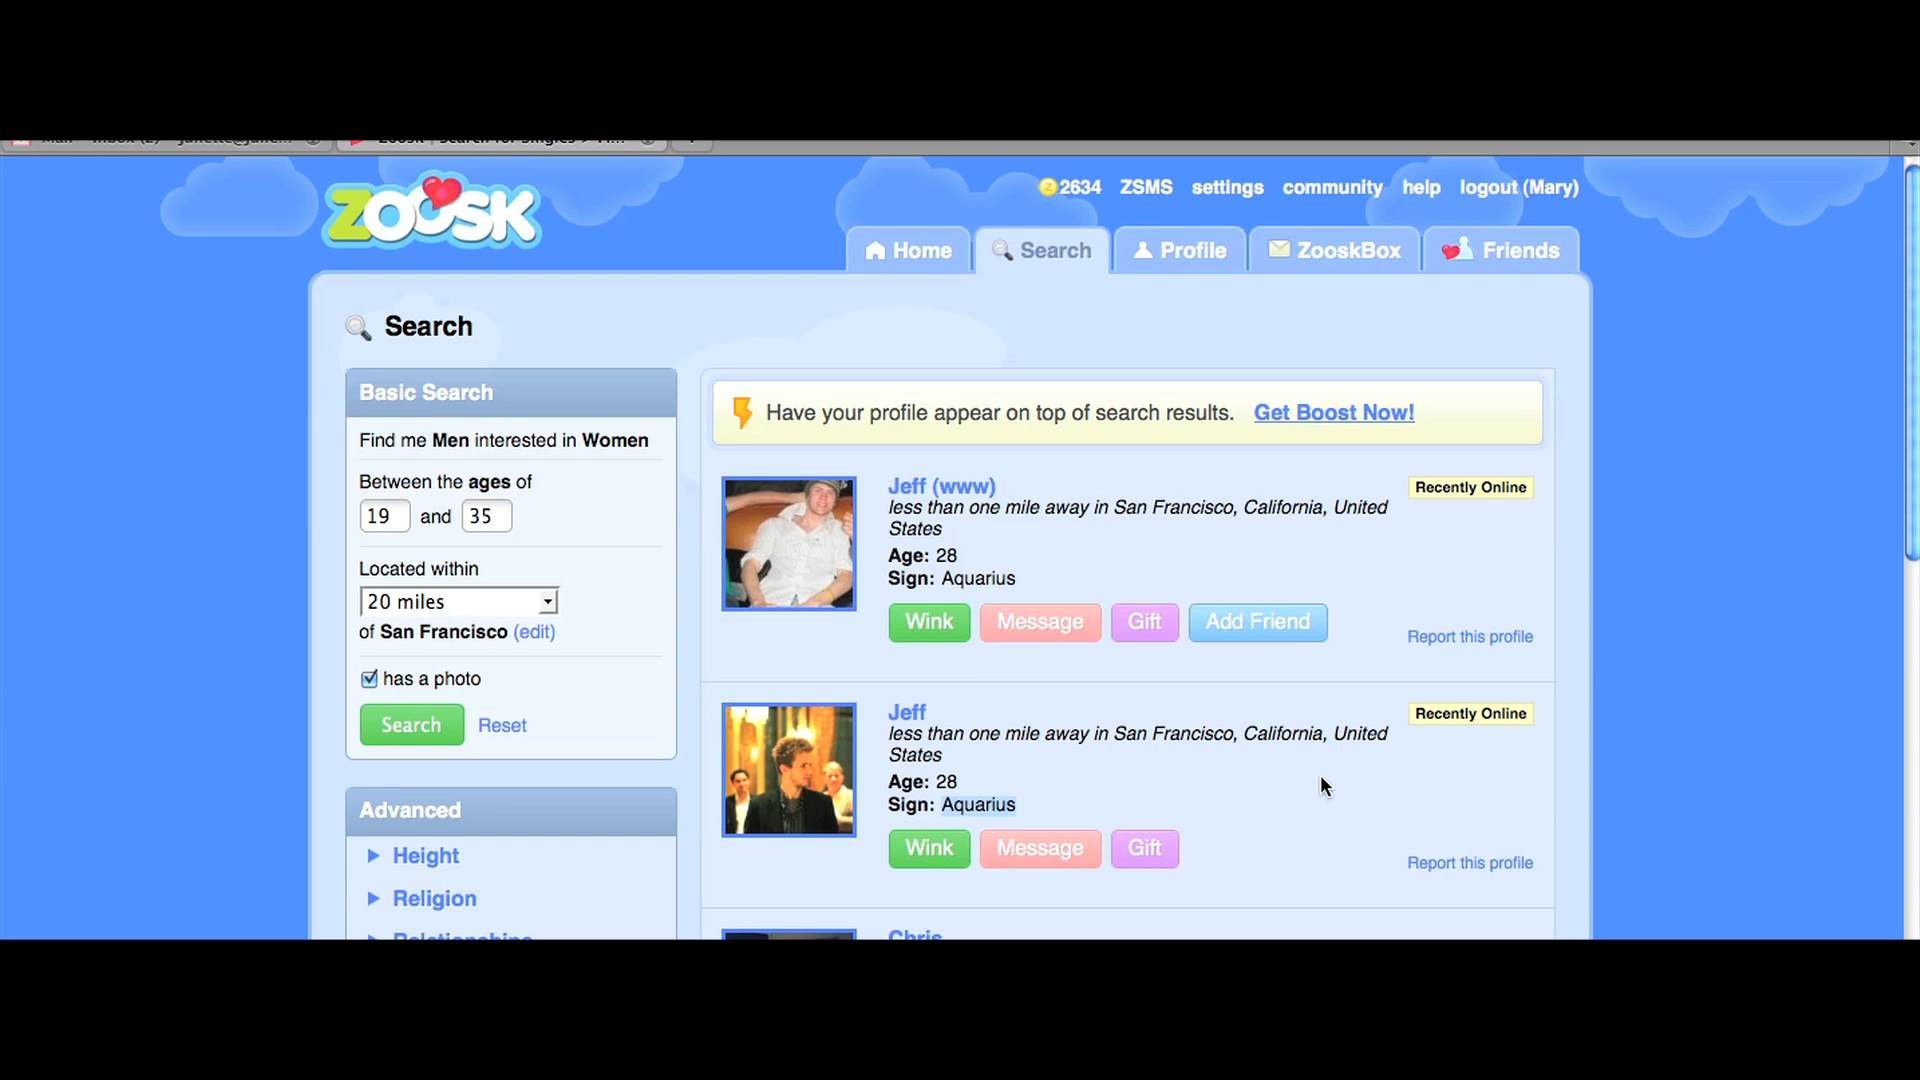 ZOOSK
2634 ZSMS settings community help logout (Mary)
Home Search Profile ZooskBox Friends
Search
Basic Search
Find me Men interested in Women
Between the ages of
19 and 35
Located within
20 miles
of San Francisco (edit)
has a photo
Search Reset
Advanced
Height
Religion
Relationships
Have your profile appear on top of search results. Get Boost Now!
Jeff (www)
Recently Online
less than one mile away in San Francisco, California, United
States
Age: 28
Sign: Aquarius
Wink Message Gift Add Friend
Report this profile
Jeff
Recently Online
less than one mile away in San Francisco, California, United
States
Age: 28
Sign: Aquarius
Wink Message Gift
Report this profile
Chris